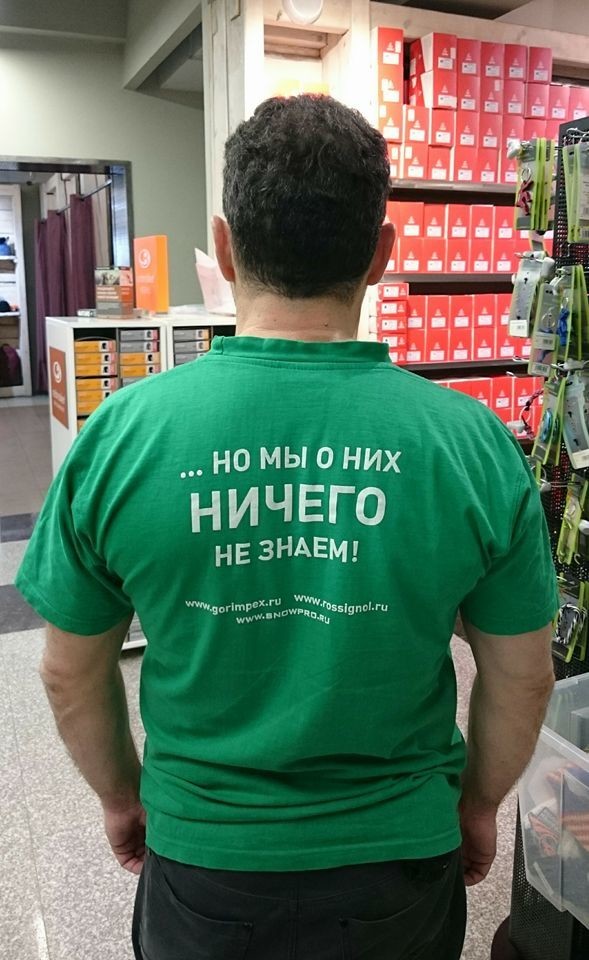 ... НО МЫ О НИХ
НИЧЕГО
НЕ ЗНАЕМ!
www.gorimpex.ru www.rossignol.ru
www.SNOWPRO.RU